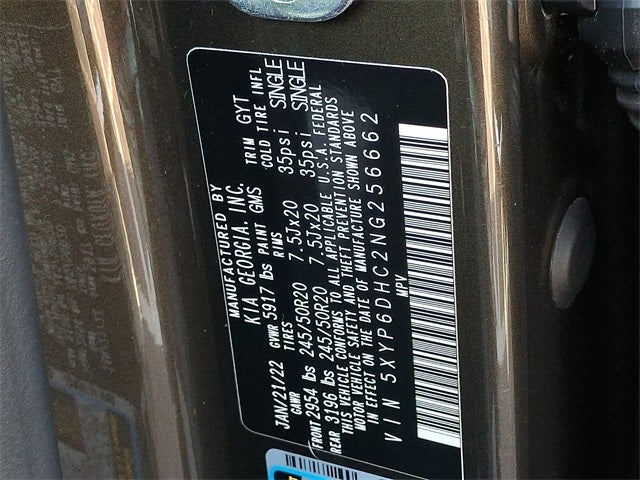 MANUFACTURED BY
KIA GEORGIA. INC.
JAN/21/22 GVWR 5917 lbs PAINT GMS TRIM GYT
GAWR TIRES RIMS COLD TIRE INFL
FRONT 2954 lbs 245/50R20 7.5Jx20 35psi SINGLE
REAR 3196 lbs 245/50R20 7.5Jx20 35psi SINGLE
THIS VEHICLE CONFORMS TO ALL APPLICABLE U.S.A. FEDERAL
MOTOR VEHICLE SAFETY AND THEFT PREVENTION STANDARDS
IN EFFECT ON THE DATE OF MANUFACTURE SHOWN ABOVE
VIN 5XYP6DHC2NG256662
MPV